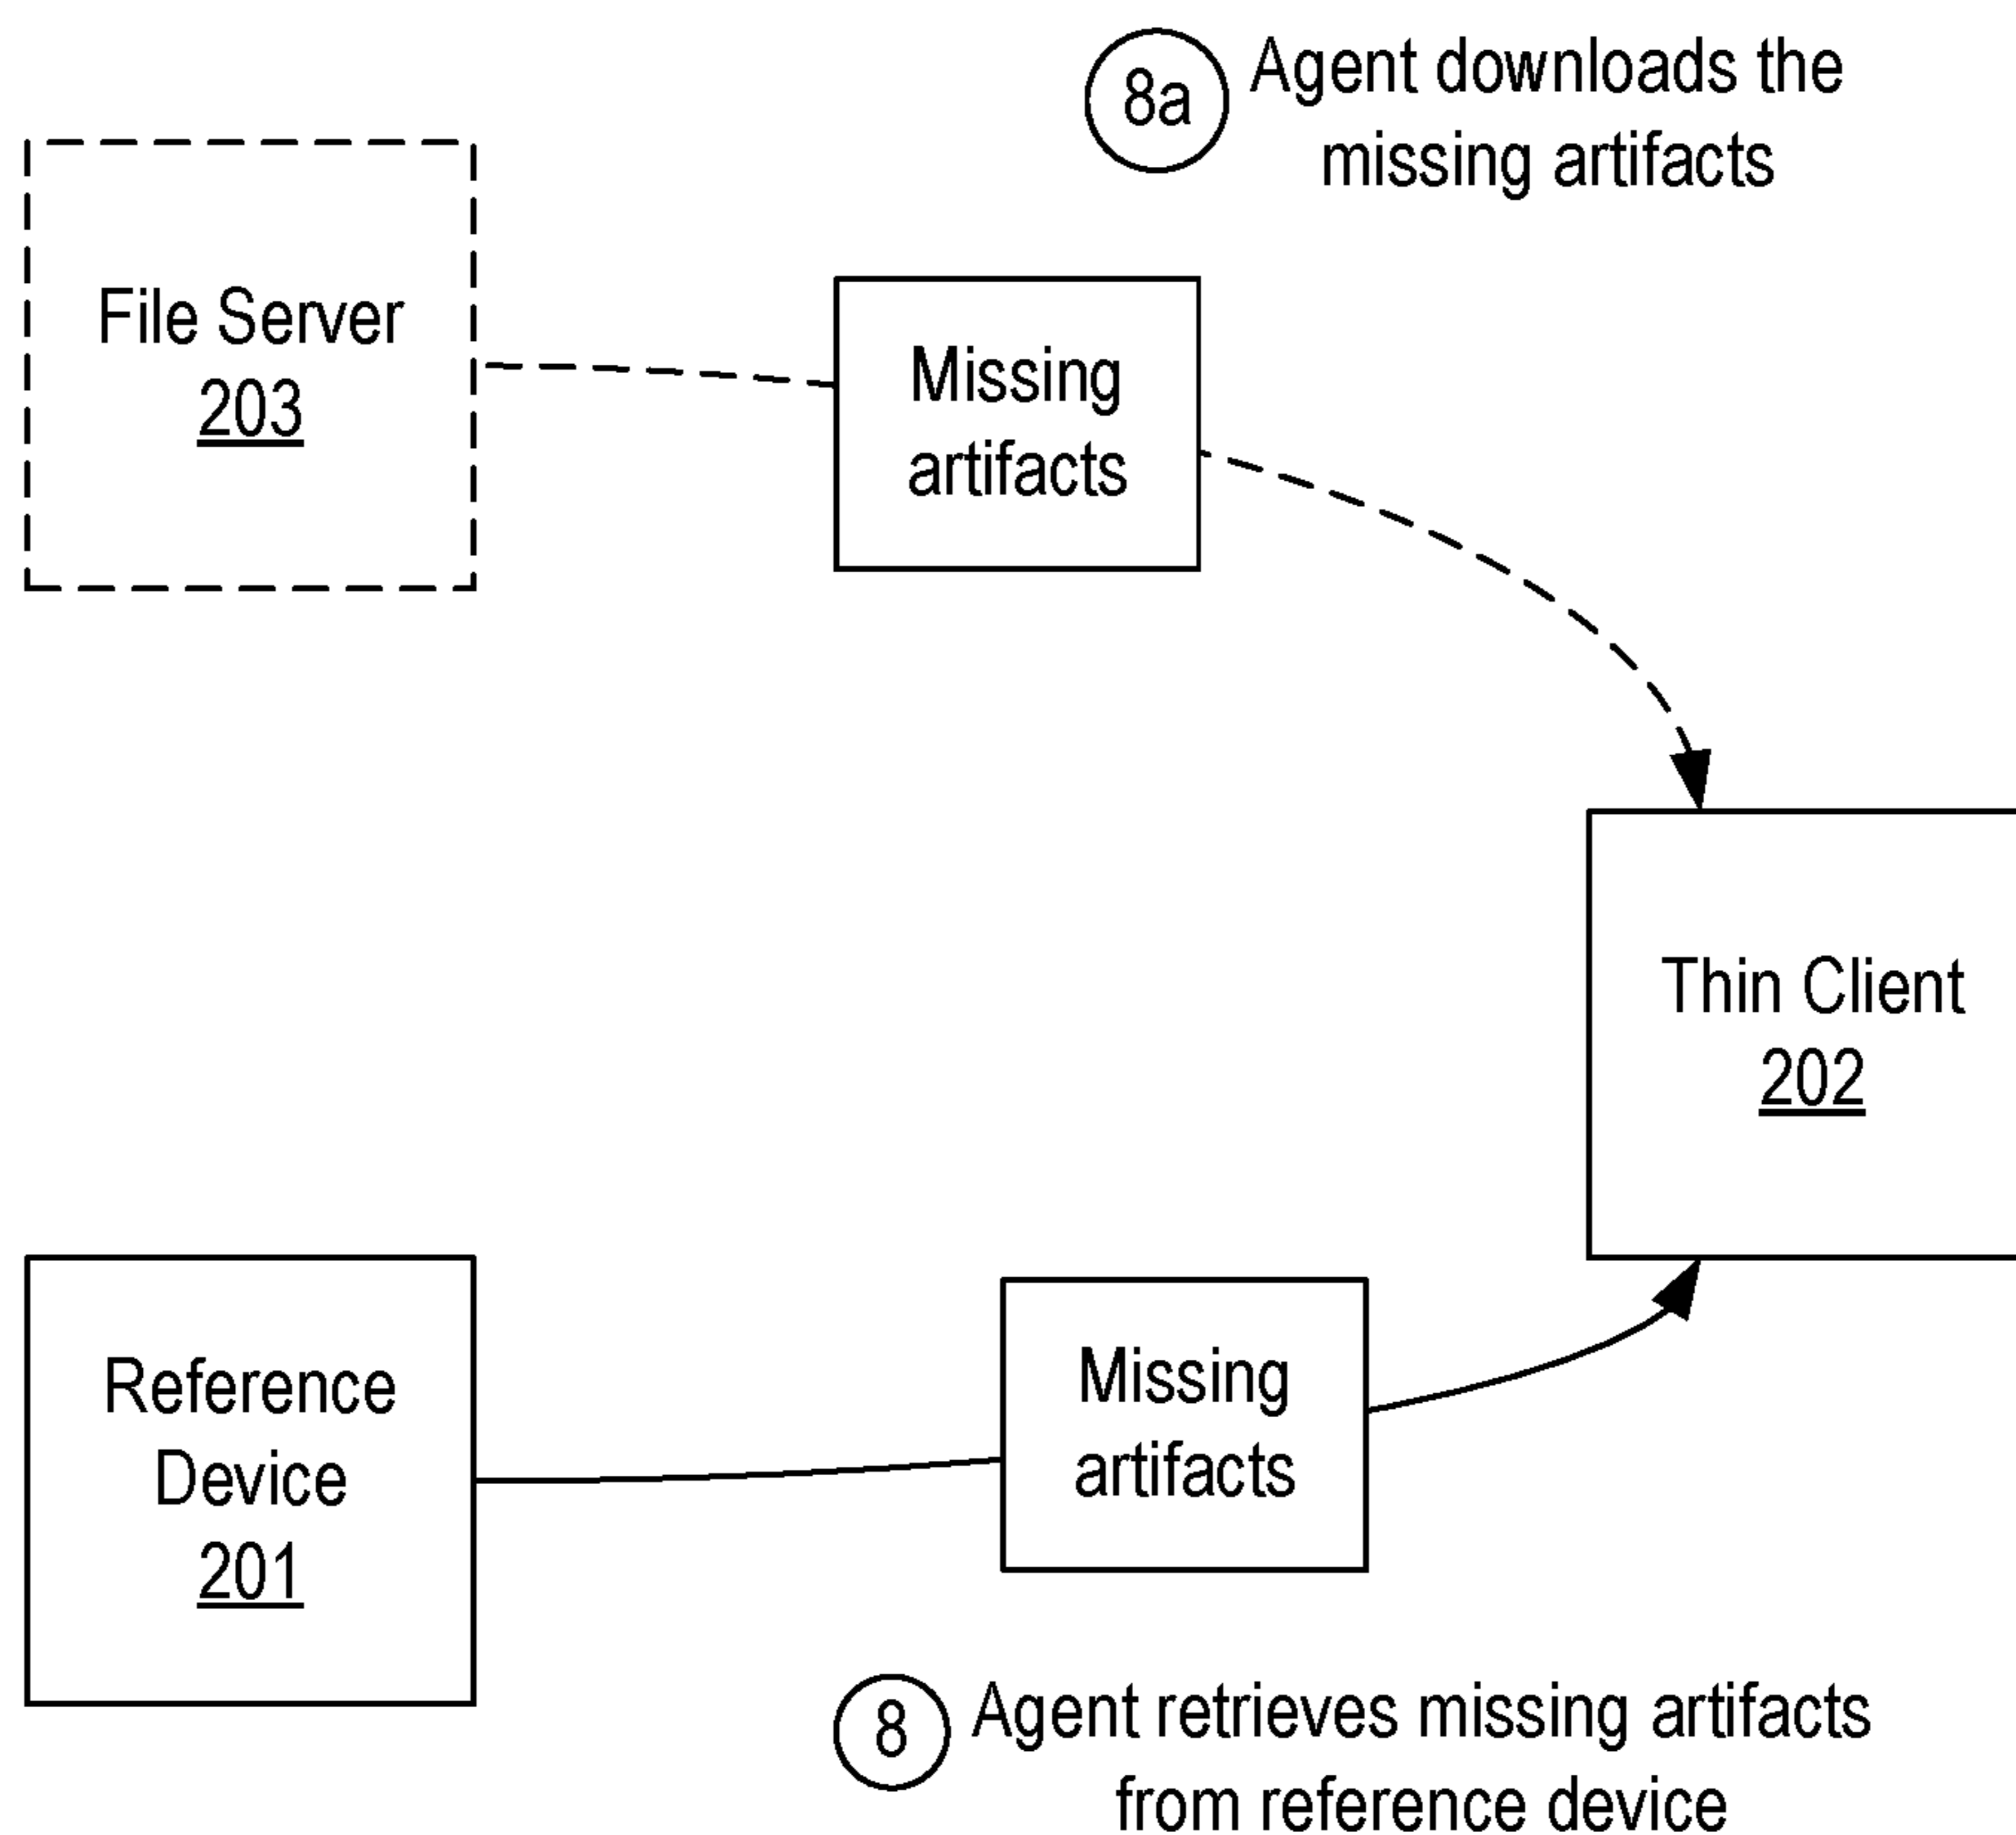 8a
Agent downloads the
missing artifacts
File Server
203
Missing
artifacts
Thin Client
202
Reference
Device
201
Missing
artifacts
8
Agent retrieves missing artifacts
from reference device